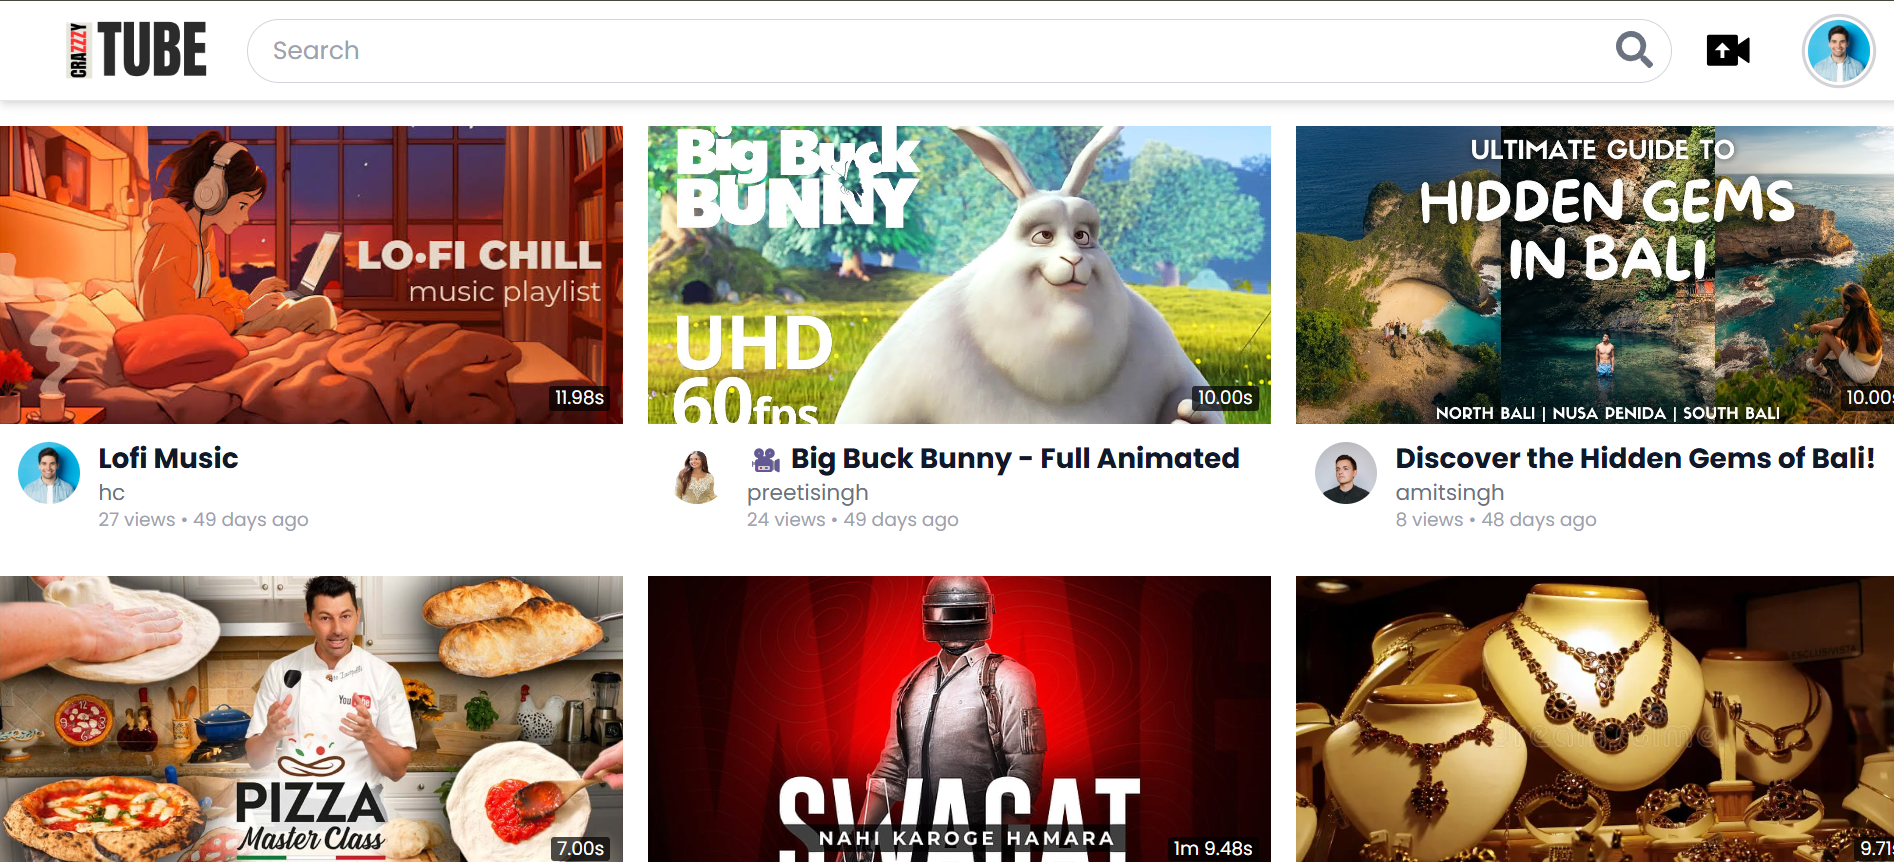 CRAZZZY
TUBE
Search
LO•FI CHILL
music playlist
11.98s
Big Buck
BUNNY
UHD
60fps
10.00s
ULTIMATE GUIDE TO
HIDDEN GEMS
IN BALI
NORTH BALI | NUSA PENIDA | SOUTH BALI
10.00s
Lofi Music
hc
27 views • 49 days ago
🎥 Big Buck Bunny - Full Animated
preetisingh
24 views • 49 days ago
Discover the Hidden Gems of Bali!
amitsingh
8 views • 48 days ago
YouTube
PIZZA
Master Class
7.00s
SWAGAT
NAHI KAROGE HAMARA
1m 9.48s
9.71